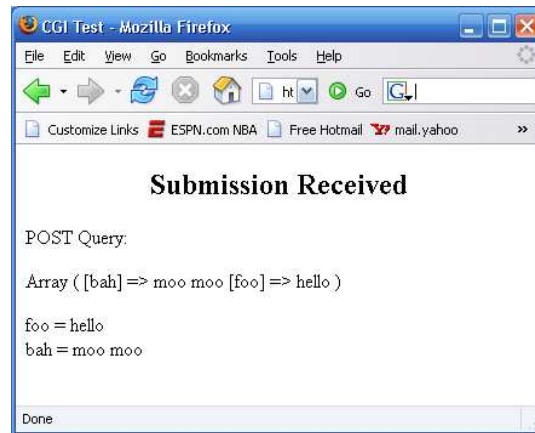 CGI Test - Mozilla Firefox
File Edit View Go Bookmarks Tools Help
ht Go G
Customize Links ESPN.com NBA Free Hotmail Y! mail.yahoo »
Submission Received
POST Query:
Array ( [bah] => moo moo [foo] => hello )
foo = hello
bah = moo moo
Done